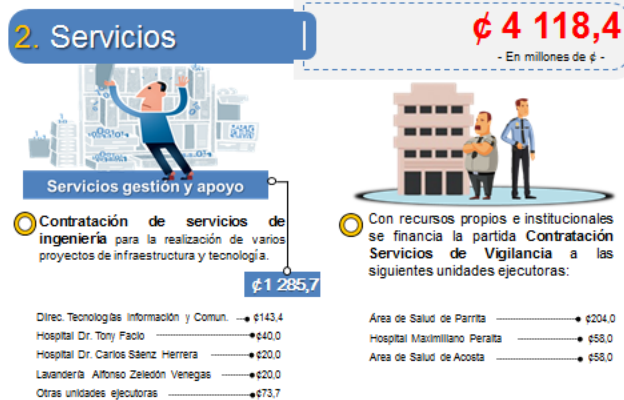 2. Servicios
₡ 4 118,4
- En millones de ₡ -
Servicios gestión y apoyo
Contratación de servicios de
ingeniería para la realización de varios
proyectos de infraestructura y tecnología.
₡1 285,7
Direc. Tecnologías Información y Comun. ₡143,4
Hospital Dr. Tony Facio ₡40,0
Hospital Dr. Carlos Sáenz Herrera ₡20,0
Lavandería Alfonso Zeledón Venegas ₡20,0
Otras unidades ejecutoras ₡73,7
Con recursos propios e institucionales
se financia la partida Contratación
Servicios de Vigilancia a las
siguientes unidades ejecutoras:
Área de Salud de Parrita ₡204,0
Hospital Maximiliano Peralta ₡58,0
Area de Salud de Acosta ₡58,0